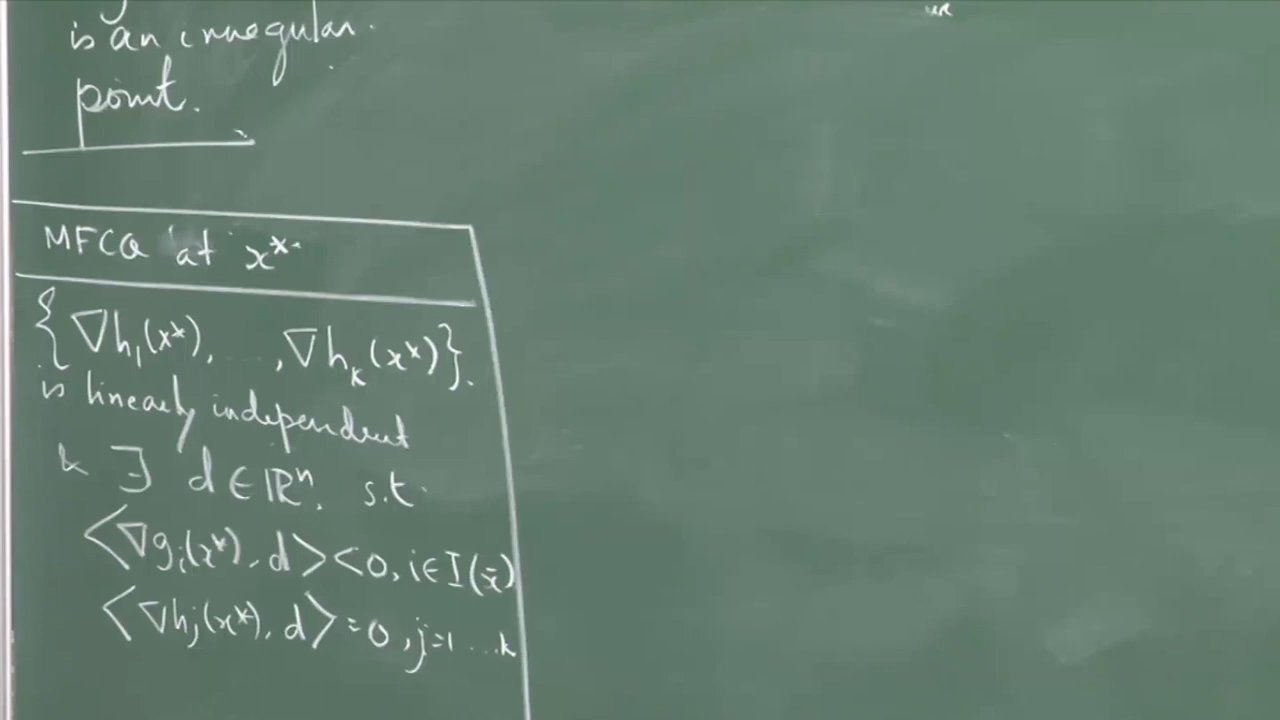 is an irregular
point.
MFCQ at x*
{∇h₁(x*), ..., ∇hₖ(x*)}.
is linearly independent
& ∃ d ∈ ℝⁿ, s.t.
<∇gᵢ(x*), d> < 0, i ∈ I(x̄)
<∇hⱼ(x*), d> = 0, j=1 ... k